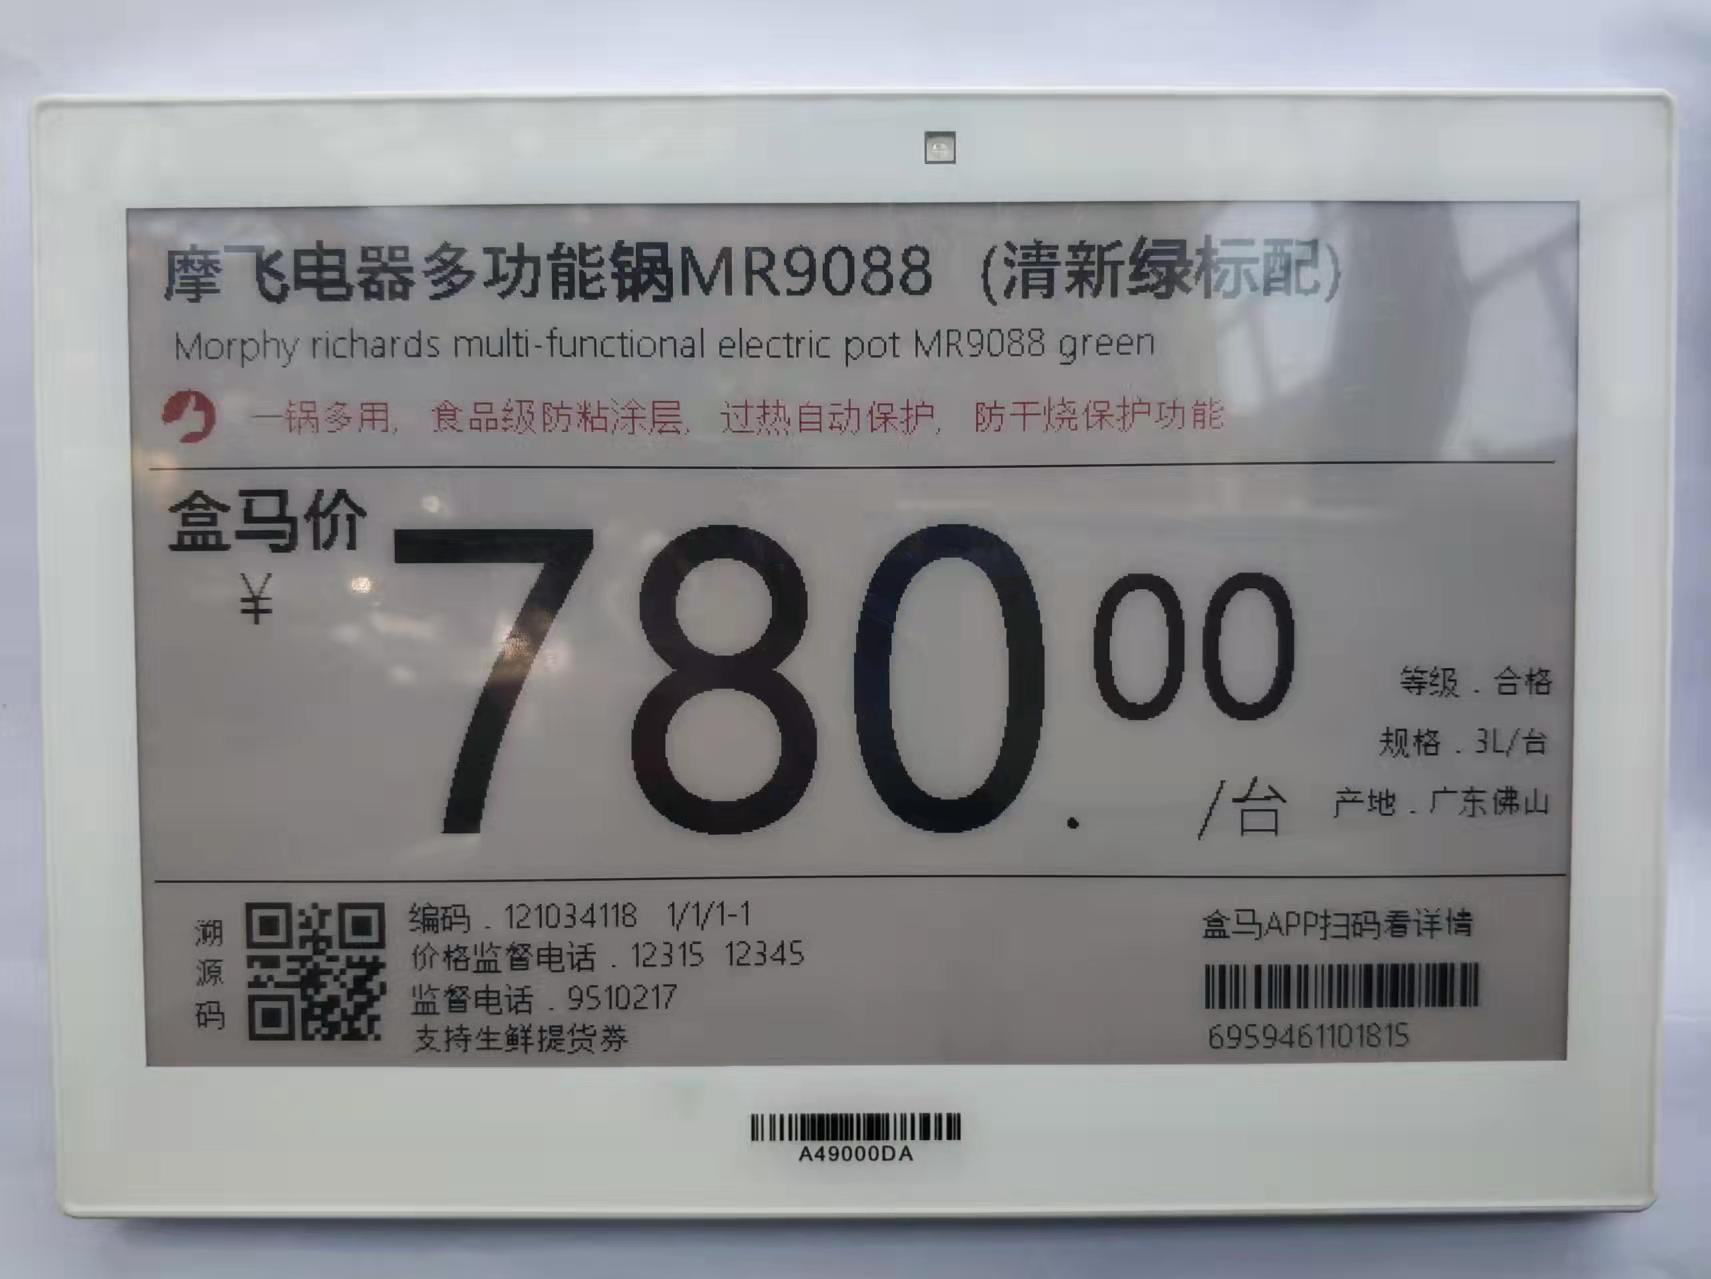 摩飞电器多功能锅MR9088 (清新绿标配)
Morphy richards multi-functional electric pot MR9088 green
一锅多用, 食品级防粘涂层, 过热自动保护, 防干烧保护功能
盒马价
¥
780.00
/台
等级.合格
规格.3L/台
产地.广东佛山
溯源码
编码.121034118 1/1/1-1
价格监督电话.12315 12345
监督电话.9510217
支持生鲜提货券
盒马APP扫码看详情
6959461101815
A49000DA